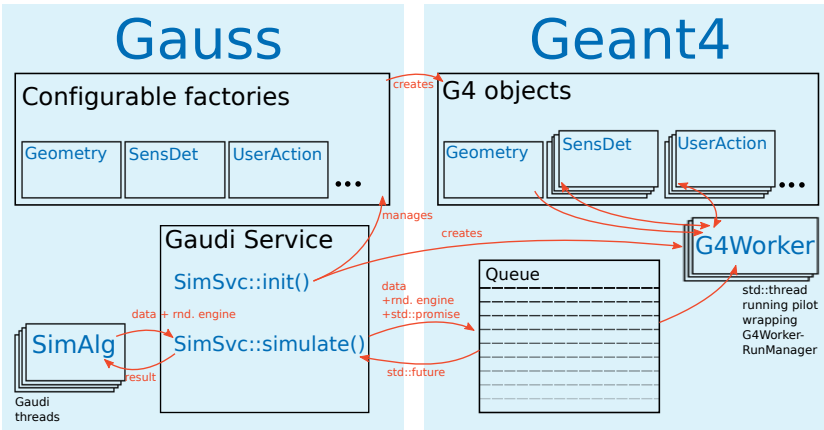 Gauss
Geant4
Configurable factories
creates
G4 objects
Geometry
SensDet
UserAction
...
Geometry
SensDet
UserAction
...
manages
Gaudi Service
creates
G4Worker
SimSvc::init()
data
+rnd. engine
+std::promise
Queue
std::thread
running pilot
wrapping
G4Worker-
RunManager
data + rnd. engine
SimAlg
SimSvc::simulate()
result
std::future
Gaudi
threads